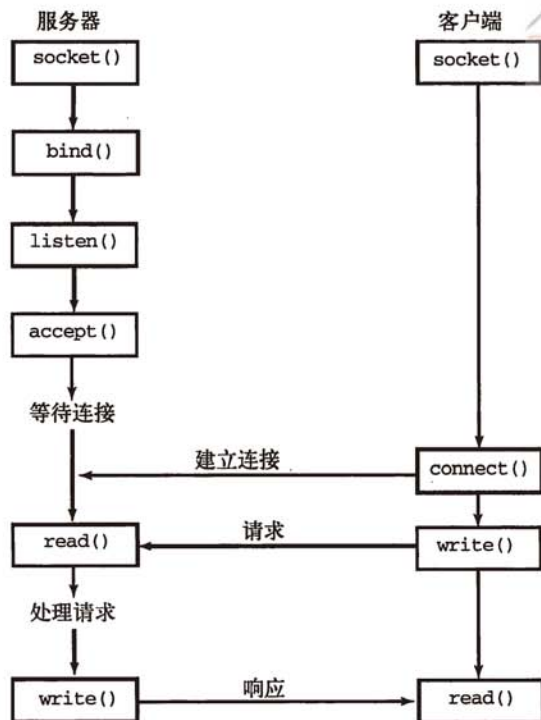 服务器
客户端
socket()
socket()
bind()
listen()
accept()
等待连接
建立连接
connect()
read()
请求
write()
处理请求
write()
响应
read()